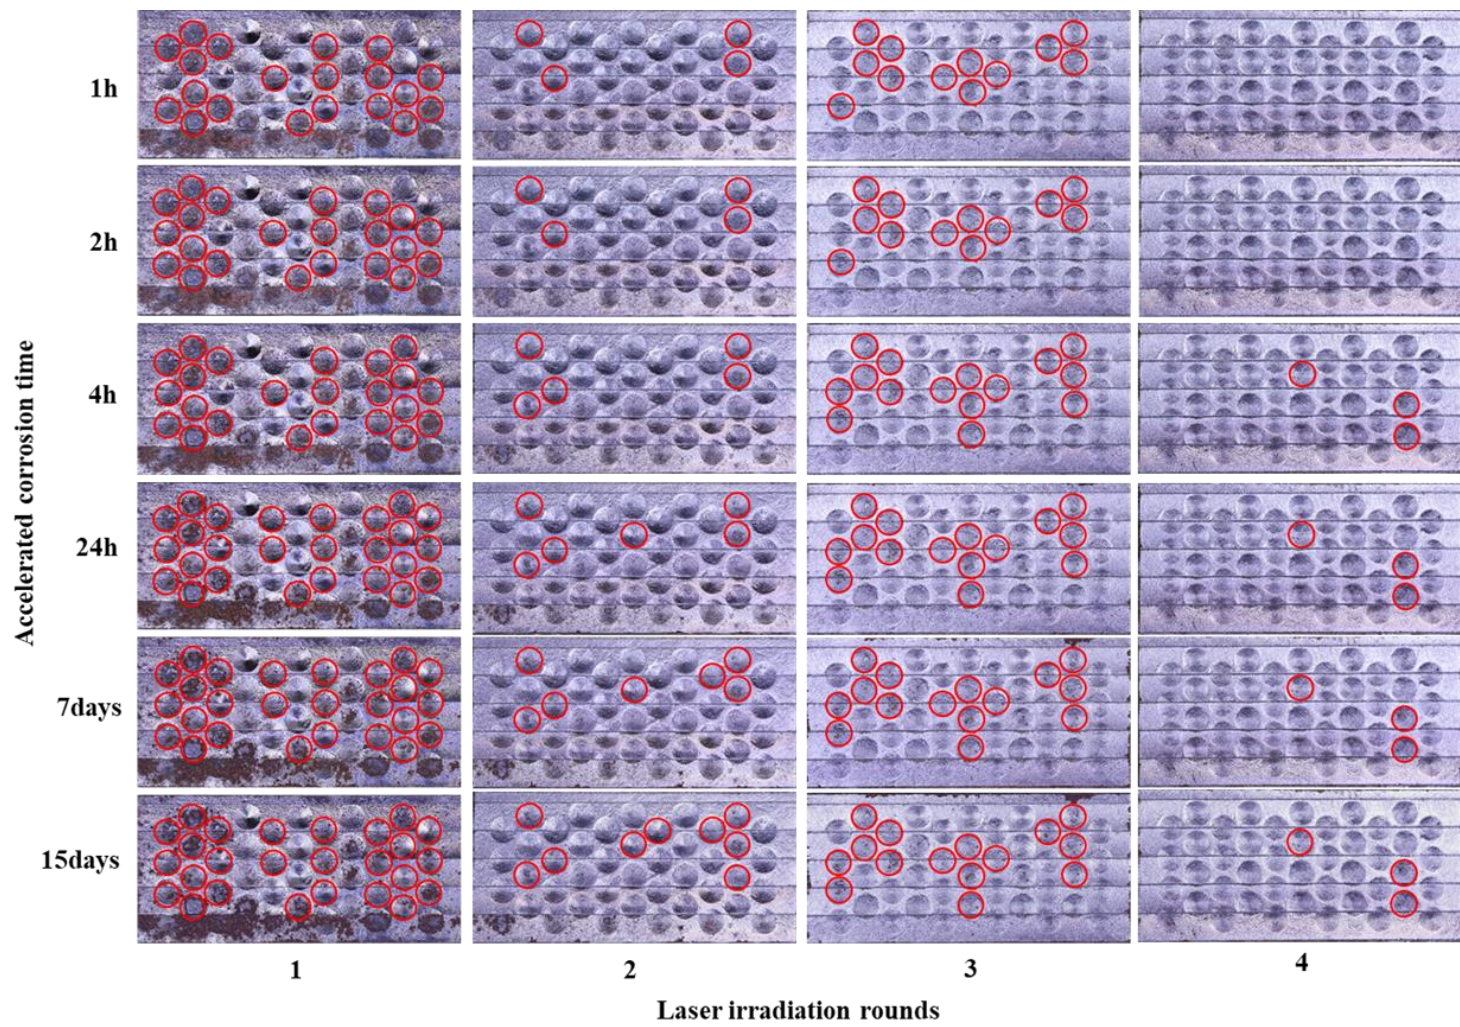 1h
2h
4h
24h
7days
15days
Accelerated corrosion time
1
2
3
4
Laser irradiation rounds